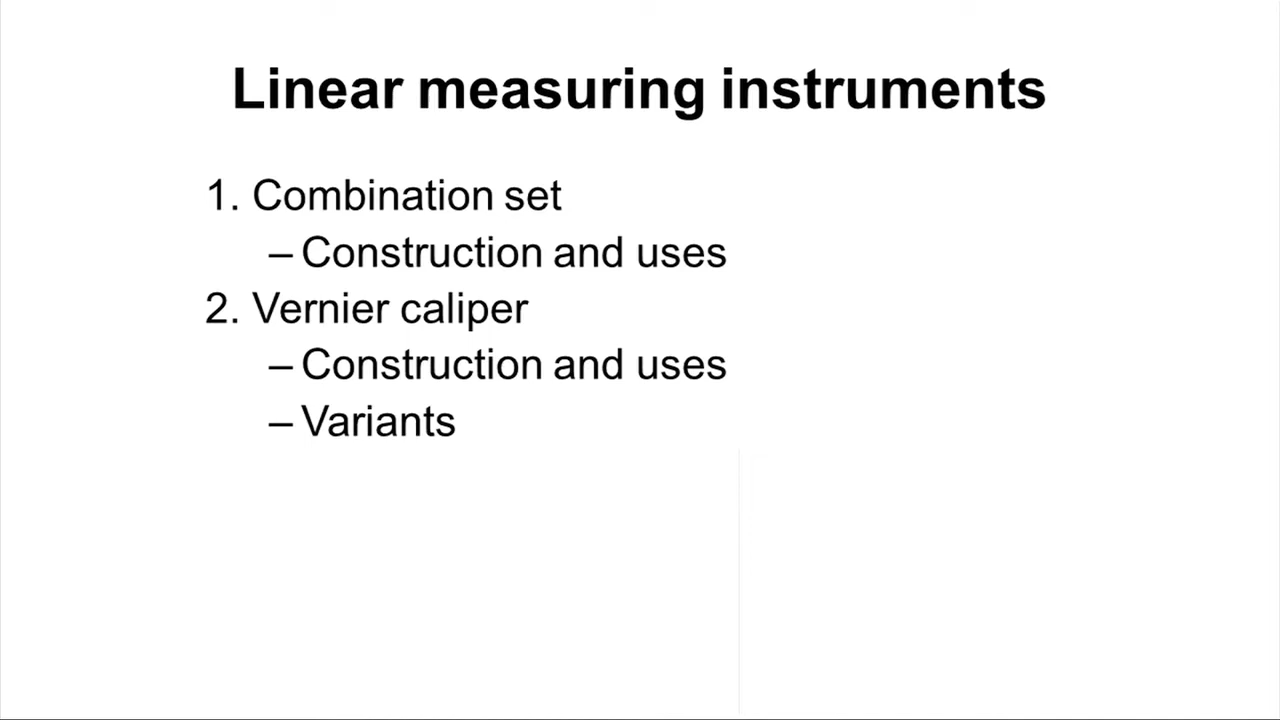 Linear measuring instruments
1. Combination set
– Construction and uses
2. Vernier caliper
– Construction and uses
– Variants